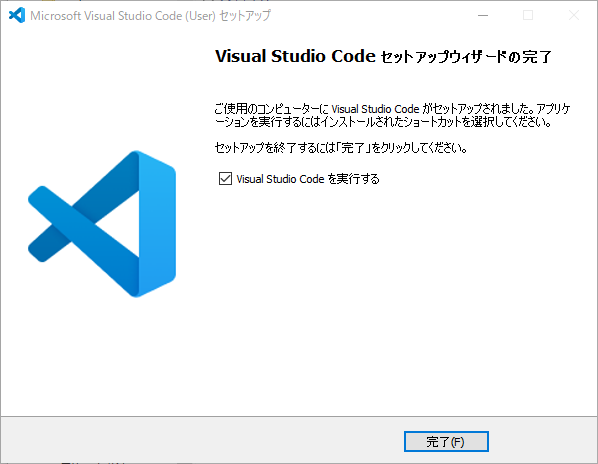 Microsoft Visual Studio Code (User) セットアップ
Visual Studio Code セットアップウィザードの完了
ご使用のコンピューターに Visual Studio Code がセットアップされました。アプリケ
ーションを実行するにはインストールされたショートカットを選択してください。
セットアップを終了するには「完了」をクリックしてください。
Visual Studio Code を実行する
完了(F)